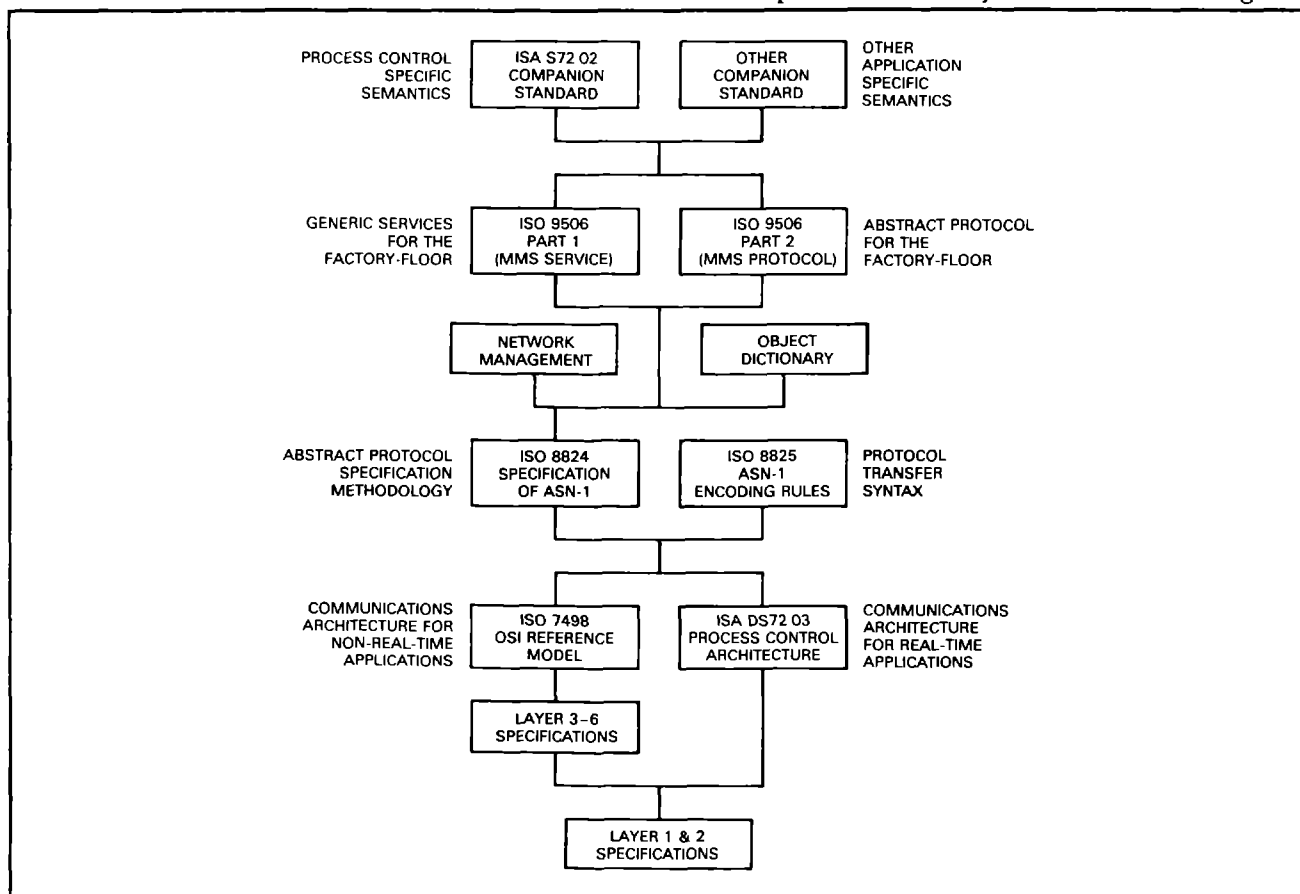 PROCESS CONTROL
SPECIFIC
SEMANTICS
ISA S72 02
COMPANION
STANDARD
OTHER
COMPANION
STANDARD
OTHER
APPLICATION
SPECIFIC
SEMANTICS
GENERIC SERVICES
FOR THE
FACTORY-FLOOR
ISO 9506
PART 1
(MMS SERVICE)
ISO 9506
PART 2
(MMS PROTOCOL)
ABSTRACT PROTOCOL
FOR THE
FACTORY-FLOOR
NETWORK
MANAGEMENT
OBJECT
DICTIONARY
ABSTRACT PROTOCOL
SPECIFICATION
METHODOLOGY
ISO 8824
SPECIFICATION
OF ASN-1
ISO 8825
ASN-1
ENCODING RULES
PROTOCOL
TRANSFER
SYNTAX
COMMUNICATIONS
ARCHITECTURE FOR
NON-REAL-TIME
APPLICATIONS
ISO 7498
OSI REFERENCE
MODEL
ISA DS72 03
PROCESS CONTROL
ARCHITECTURE
COMMUNICATIONS
ARCHITECTURE
FOR REAL-TIME
APPLICATIONS
LAYER 3-6
SPECIFICATIONS
LAYER 1 & 2
SPECIFICATIONS